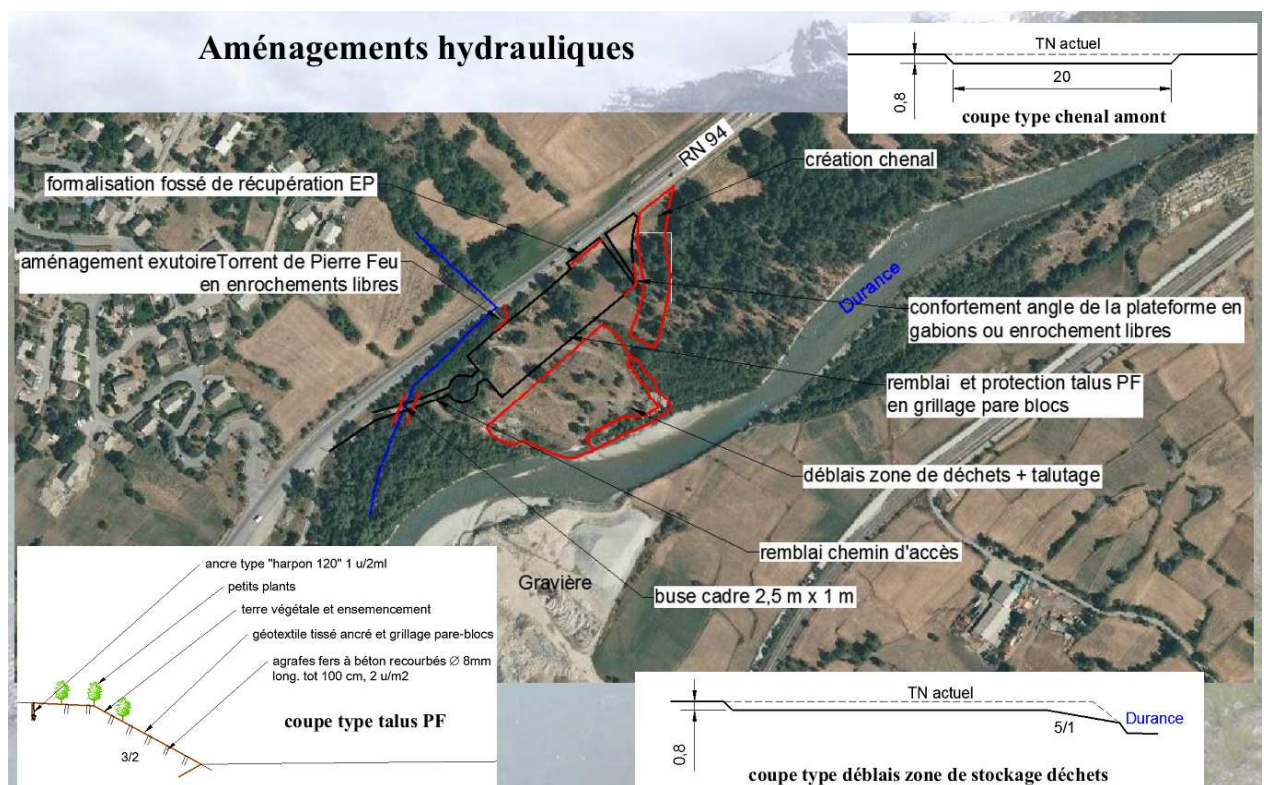 Aménagements hydrauliques
TN actuel
20
0,8
coupe type chenal amont
RN 94
création chenal
formalisation fossé de récupération EP
aménagement exutoireTorrent de Pierre Feu
en enrochements libres
Durance
confortement angle de la plateforme en
gabions ou enrochement libres
remblai et protection talus PF
en grillage pare blocs
déblais zone de déchets + talutage
remblai chemin d'accès
Gravière
buse cadre 2,5 m x 1 m
ancre type "harpon 120" 1 u/2ml
petits plants
terre végétale et ensemencement
géotextile tissé ancré et grillage pare-blocs
agrafes fers à béton recourbés Ø 8mm
long. tot 100 cm, 2 u/m2
coupe type talus PF
3/2
TN actuel
Durance
5/1
0,8
coupe type déblais zone de stockage déchets